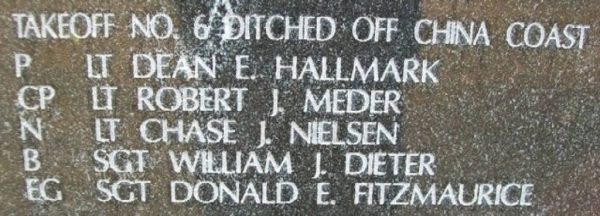 TAKEOFF NO. 6 DITCHED OFF CHINA COAST
P LT DEAN E. HALLMARK
CP LT ROBERT J. MEDER
N LT CHASE J. NIELSEN
B SGT WILLIAM J. DIETER
EG SGT DONALD E. FITZMAURICE